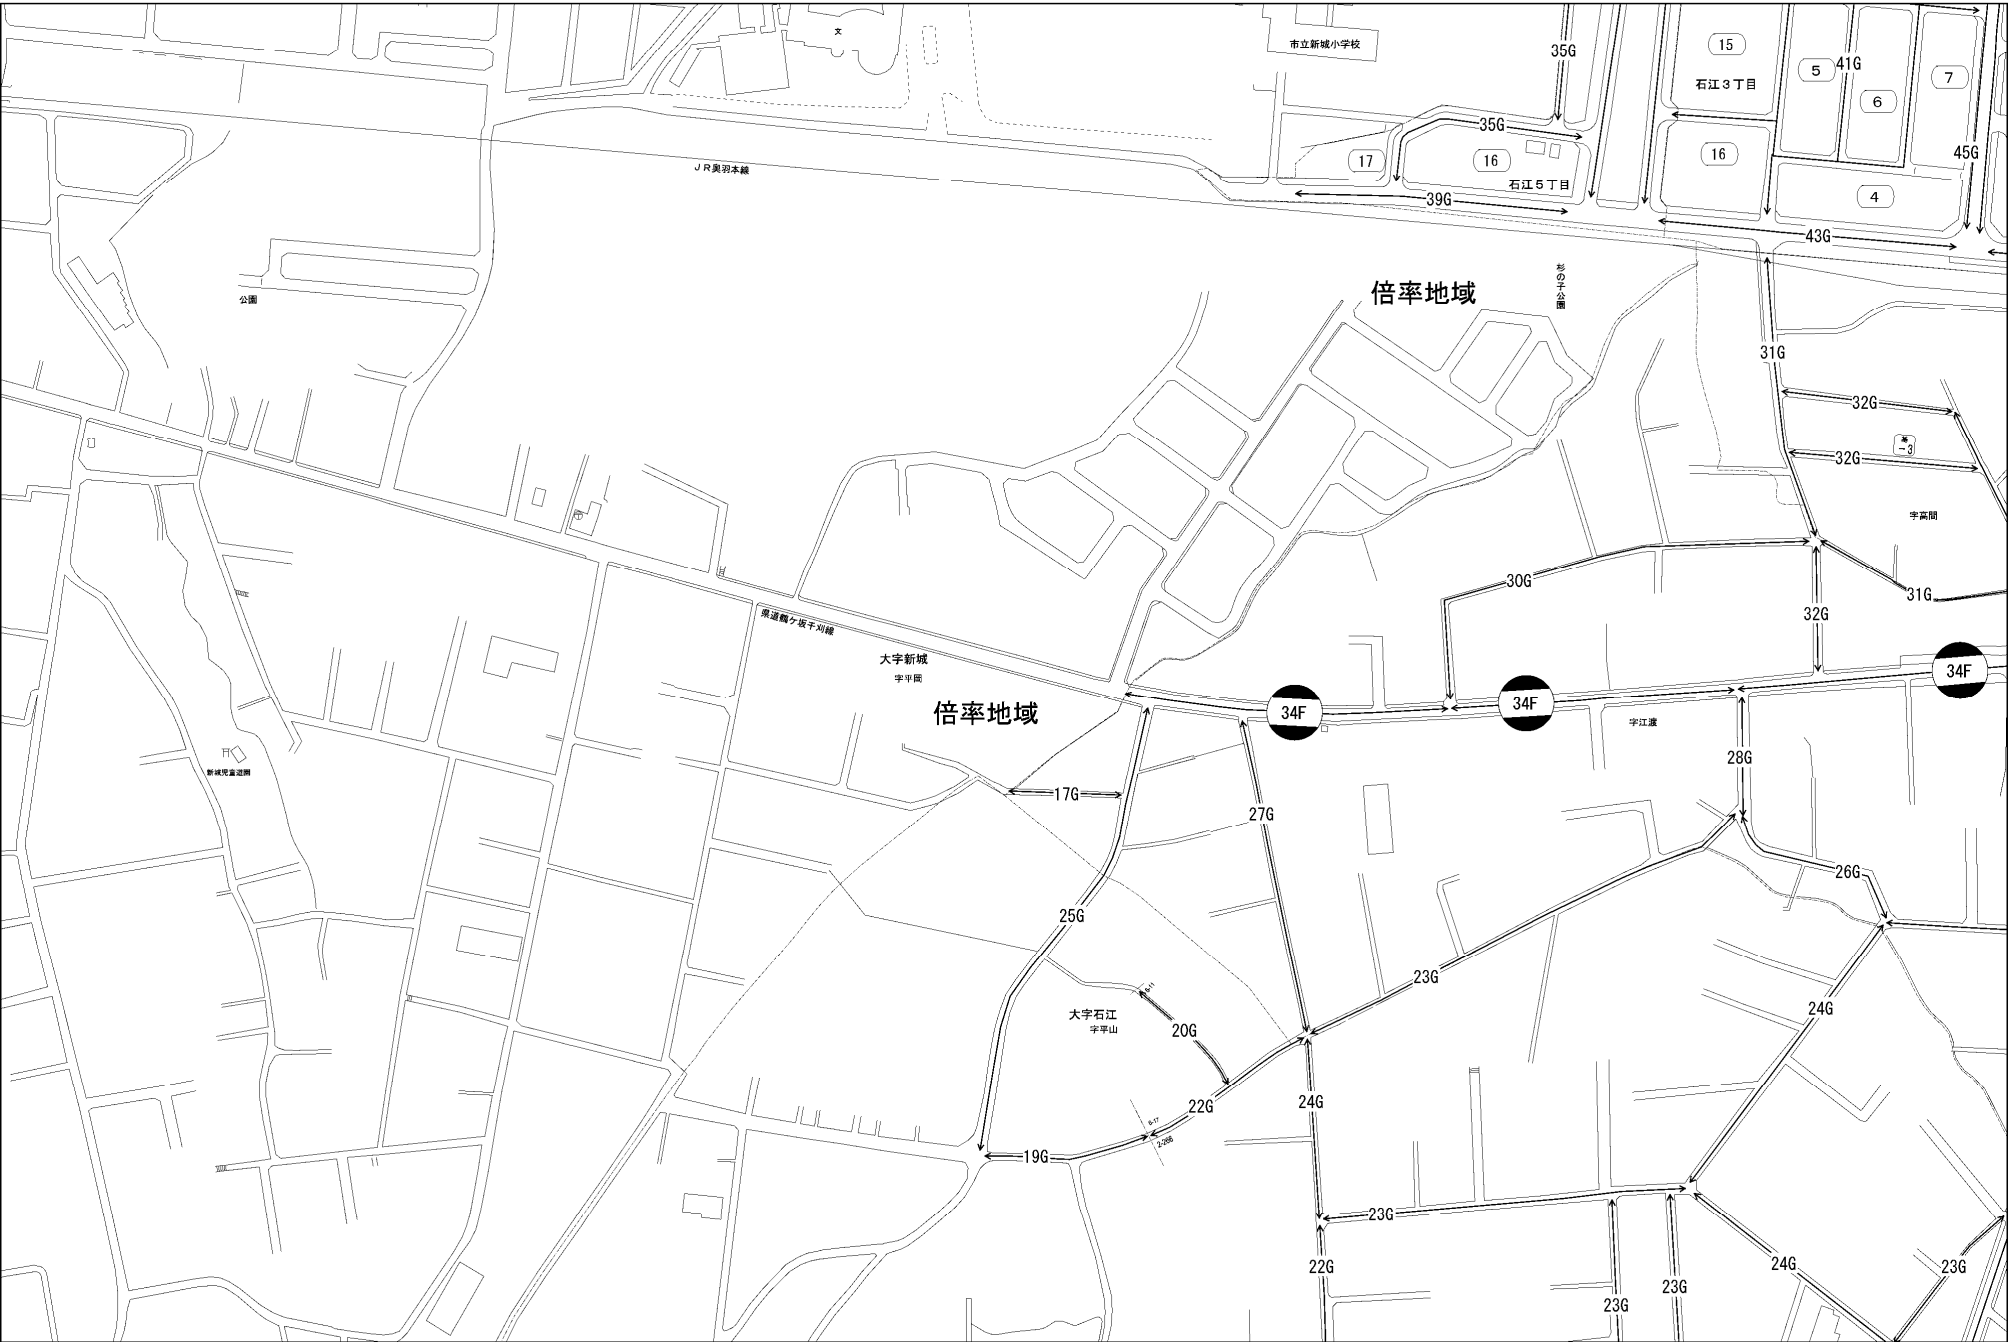 文
市立新城小学校
35G
15
石江3丁目
5
41G
6
7
35G
17
16
石江5丁目
16
45G
4
JR奥羽本線
39G
43G
公園
倍率地域
杉の子公園
31G
32G
32G
-3
字高間
30G
31G
32G
県道鶴ケ坂千刈線
大字新城
字平岡
倍率地域
34F
34F
34F
字江渡
28G
新城児童遊園
17G
27G
26G
25G
23G
24G
大字石江
字平山
20G
22G
24G
19G
2-266
23G
22G
23G
23G
24G
23G